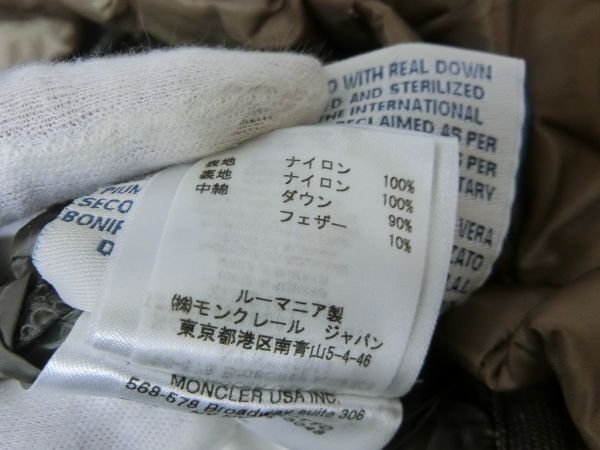 D WITH REAL DOWN
ED AND STERILIZED
THE INTERNATIONAL
RECLAIMED AS PER
AS PER
TARY
VERA
CATO
PIUM
SECO
BONIF
D
表地 ナイロン 100%
裏地 ナイロン 100%
中綿 ダウン 90%
フェザー 10%
ルーマニア製
㈱モンクレール ジャパン
東京都港区南青山5-4-46
MONCLER USA INC.
568-578 Broadway suite 306